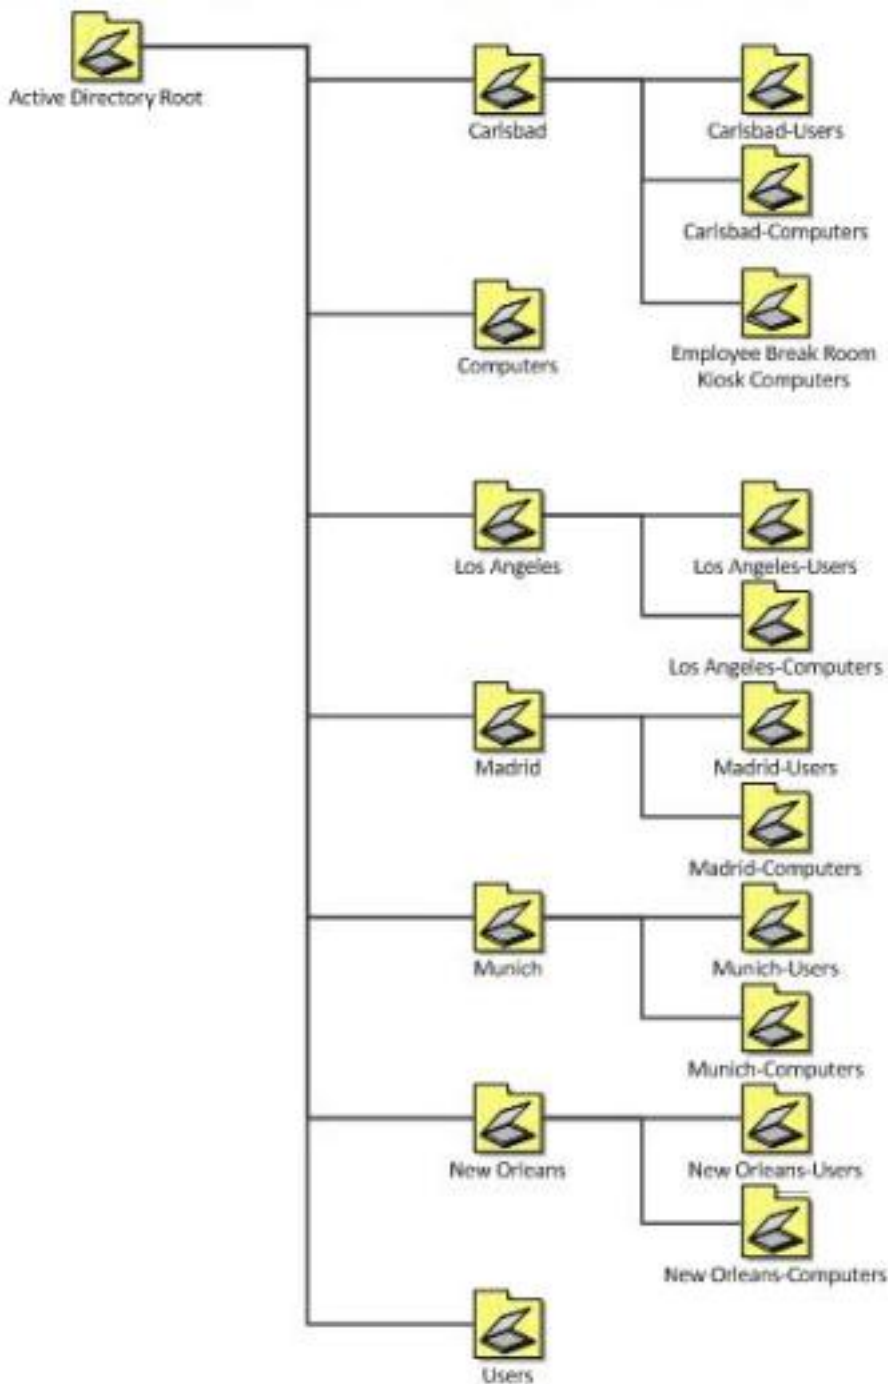 Active Directory Root
Carlsbad
Carlsbad-Users
Carlsbad-Computers
Computers
Employee Break Room
Kiosk Computers
Los Angeles
Los Angeles-Users
Los Angeles-Computers
Madrid
Madrid-Users
Madrid-Computers
Munich
Munich-Users
Munich-Computers
New Orleans
New Orleans-Users
New Orleans-Computers
Users